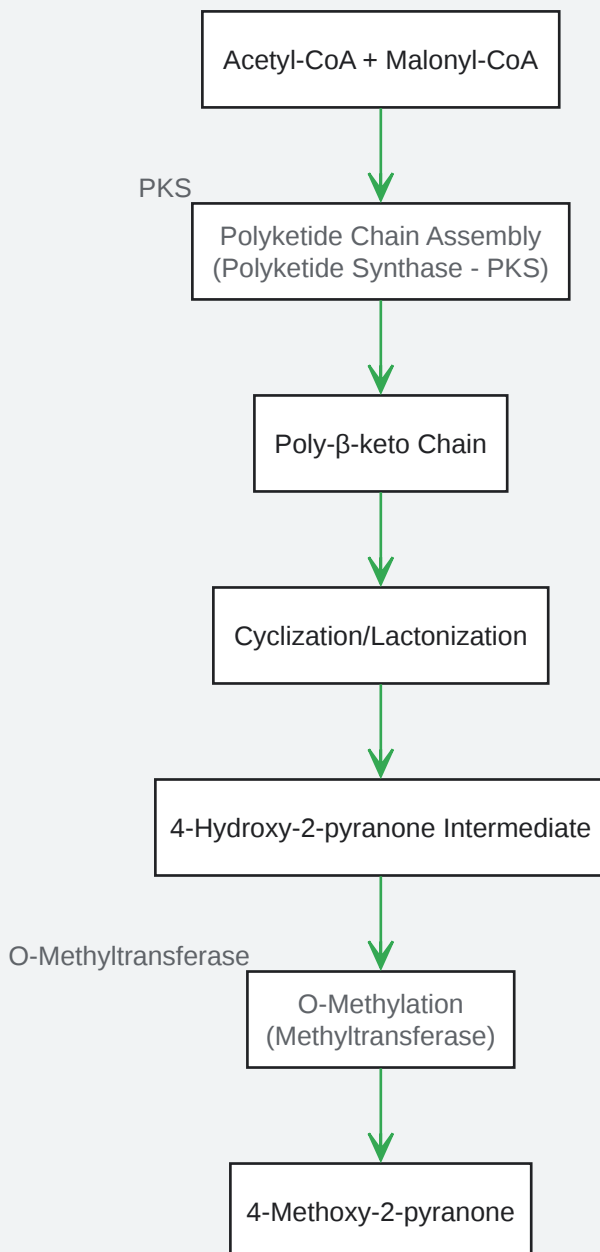 Acetyl-CoA + Malonyl-CoA
PKS
Polyketide Chain Assembly
(Polyketide Synthase - PKS)
Poly-β-keto Chain
Cyclization/Lactonization
4-Hydroxy-2-pyranone Intermediate
O-Methyltransferase
O-Methylation
(Methyltransferase)
4-Methoxy-2-pyranone